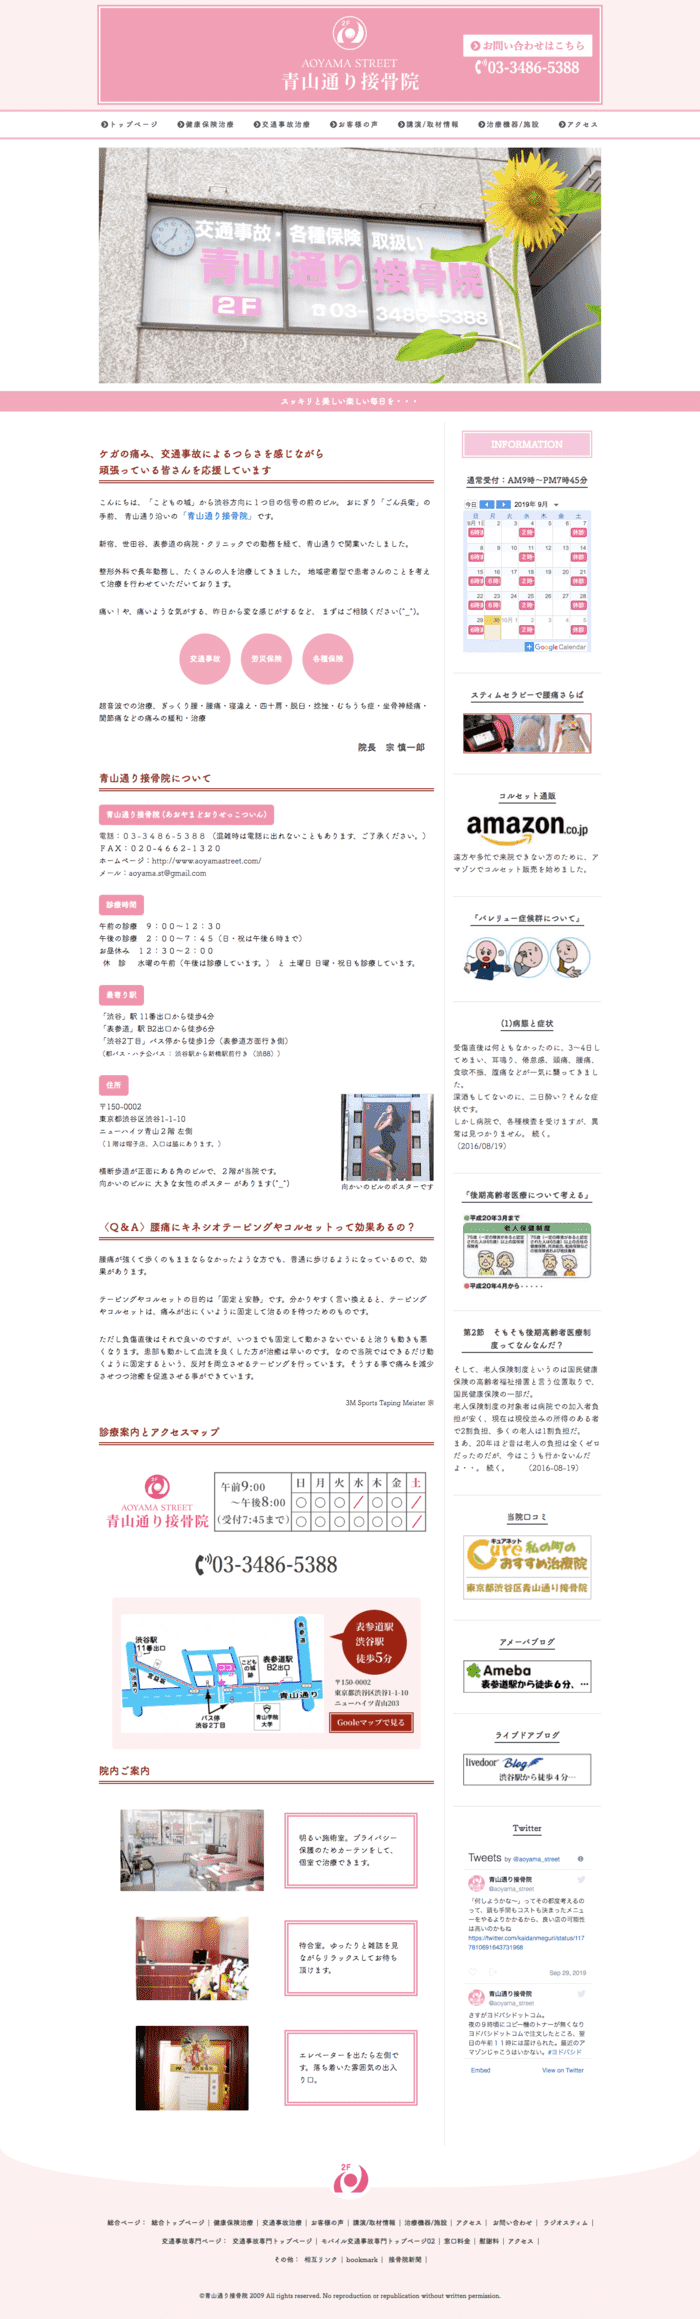 2F
AOYAMA STREET
青山通り接骨院
お問い合わせはこちら
03-3486-5388
トップページ 健康保険治療 交通事故治療 お客様の声 講演/取材情報 治療機器/施設 アクセス
交通事故・各種保険 取扱い
青山通り接骨院
2F ☎03-3486-5388
スッキリと美しい楽しい毎日を・・・
ケガの痛み、交通事故によるつらさを感じながら
頑張っている皆さんを応援しています
こんにちは、「こどもの城」から渋谷方向に１つ目の信号の前のビル。 おにぎり「ごん兵衛」の
手前、 青山通り沿いの「青山通り接骨院」です。
新宿、世田谷、表参道の病院・クリニックでの勤務を経て、青山通りで開業いたしました。
整形外科で長年勤務し、たくさんの人を治療してきました。 地域密着型で患者さんのことを考え
て治療を行わせていただいております。
痛い！や、痛いような気がする、昨日から変な感じがするなど、 まずはご相談ください(^_^)。
交通事故 労災保険 各種保険
超音波での治療、ぎっくり腰・腰痛・寝違え・四十肩・脱臼・捻挫・むちうち症・坐骨神経痛・
関節痛などの痛みの緩和・治療
院長 宗 慎一郎
青山通り接骨院について
青山通り接骨院 (あおやまどおりせっこついん)
電話：０３-３４８６-５３８８ （混雑時は電話に出れないこともあります、ご了承ください。）
ＦＡＸ：０２０-４６６２-１３２０
ホームページ：http://www.aoyamastreet.com/
メール：aoyama.st@gmail.com
診療時間
午前の診療 ９：００～１２：３０
午後の診療 ２：００～７：４５（日・祝は午後６時まで）
お昼休み １２：３０～２：００
休 診 水曜の午前（午後は診療しています。） と 土曜日 日曜・祝日も診療しています。
最寄り駅
「渋谷」駅 11番出口から徒歩4分
「表参道」駅 B2出口から徒歩6分
「渋谷2丁目」バス停から徒歩1分（表参道方面行き側）
（都バス・ハチ公バス ： 渋谷駅から新橋駅前行き （渋88））
住所
〒150-0002
東京都渋谷区渋谷1-1-10
ニューハイツ青山２階 左側
（１階は帽子店、入口は脇にあります。）
横断歩道が正面にある角のビルで、２階が当院です。
向かいのビルに 大きな女性のポスター があります(^_^)
向かいのビルのポスターです
〈Q＆A〉腰痛にキネシオテーピングやコルセットって効果あるの？
腰痛が強くて歩くのもままならなかったような方でも、普通に歩けるようになっているので、効
果があります。
テーピングやコルセットの目的は「固定と安静」です。分かりやすく言い換えると、テーピング
やコルセットは、痛みが出にくいように固定して治るのを待つためのものです。
ただし負傷直後はそれで良いのですが、いつまでも固定して動かさないでいると治りも動きも悪
くなります。患部も動かして血流を良くした方が治癒は早いのです。なので当院ではできるだけ動
くように固定するという、反対を両立させるテーピングを行っています。そうする事で痛みを減少
させつつ治癒を促進させる事ができています。
3M Sports Taping Meister 宗
診療案内とアクセスマップ
AOYAMA STREET
青山通り接骨院
午前9:00
～午後8:00
(受付7:45まで)
日 月 火 水 木 金 土
○ ○ ○ / ○ ○ /
○ ○ ○ ○ ○ ○ /
03-3486-5388
渋谷駅
11番出口
明治通り
宮益坂
ココ
こどもの城跡
表参道駅
B2出口
表参道
青山通り
バス停
渋谷2丁目
青山学院
大学
表参道駅
渋谷駅
徒歩5分
〒150-0002
東京都渋谷区渋谷1-1-10
ニューハイツ青山203
Gooleマップで見る
院内ご案内
明るい施術室。プライバシー
保護のためカーテンをして、
個室で治療できます。
待合室。ゆったりと雑誌を見
ながらリラックスしてお待ち
頂けます。
エレベーターを出たら左側で
す。落ち着いた雰囲気の出入
り口。
INFORMATION
通常受付：AM9時～PM7時45分
今日 2019年 9月
日 月 火 水 木 金 土
9月 1日 2 3 4 5 6 7
8 9 10 11 12 13 14
15 16 17 18 19 20 21
22 23 24 25 26 27 28
29 30 10月 1 2 3 4 5
Google Calendar
スティムセラピーで腰痛さらば
コルセット通販
amazon.co.jp
遠方や多忙で来院できない方のために、ア
マゾンでコルセット販売を始めました。
『バレリュー症候群について』
(1)病態と症状
受傷直後は何ともなかったのに、3～4日し
てめまい、耳鳴り、倦怠感、頭痛、腰痛、
食欲不振、腹痛などが一気に襲ってきまし
た。
深酒もしてないのに、二日酔い？そんな症
状です。
しかし病院で、各種検査を受けますが、異
常は見つかりません。 続く。
（2016/08/19）
『後期高齢者医療について考える』
●平成20年3月まで
老人保健制度
●平成20年4月から・・・・・
第2節 そもそも後期高齢者医療制
度ってなんなんだ？
そして、老人保険制度というのは国民健康
保険の高齢者福祉措置と言う位置取りで、
国民健康保険の一部だ。
老人保険制度の対象者は病院での加入者負
担が安く、現在は現役並みの所得のある者
で2割負担、多くの老人は1割負担だ。
まあ、20年ほど昔は老人の負担は全くゼロ
だったのだが、今はこうも行かないんだ
よ・・。 続く。 （2016-08-19）
当院口コミ
キュアネット
Cure 私の町の
おすすめ治療院
東京都渋谷区青山通り接骨院
アメーバブログ
Ameba
表参道駅から徒歩６分、…
ライブドアブログ
livedoor Blog
渋谷駅から徒歩４分…
Twitter
Tweets by @aoyama_street
青山通り接骨院
@aoyama_street
「何しようかな～」ってその都度考えるの
って、頭も手間もコストも決まったメニュ
ーをやるよりかかるから、良い店の可能性
は高いのかもね
https://twitter.com/kaidanmeguri/status/117
7810691643731968
Sep 29, 2019
青山通り接骨院
@aoyama_street
さすがヨドバシドットコム。
夜の９時頃にコピー機のトナーが無くなり
ヨドバシドットコムで注文したところ、翌
日の午前１１時には届けられた。最近のア
マゾンじゃこうはいかない。#ヨドバシド
Embed View on Twitter
2F
総合ページ： 総合トップページ | 健康保険治療 | 交通事故治療 | お客様の声 | 講演/取材情報 | 治療機器/施設 | アクセス | お問い合わせ | ラジオスティム |
交通事故専門ページ： 交通事故専門トップページ | モバイル交通事故専門トップページ02 | 窓口料金 | 慰謝料 | アクセス |
その他： 相互リンク | bookmark | 接骨院新聞 |
©青山通り接骨院 2009 All rights reserved. No reproduction or republication without written permission.